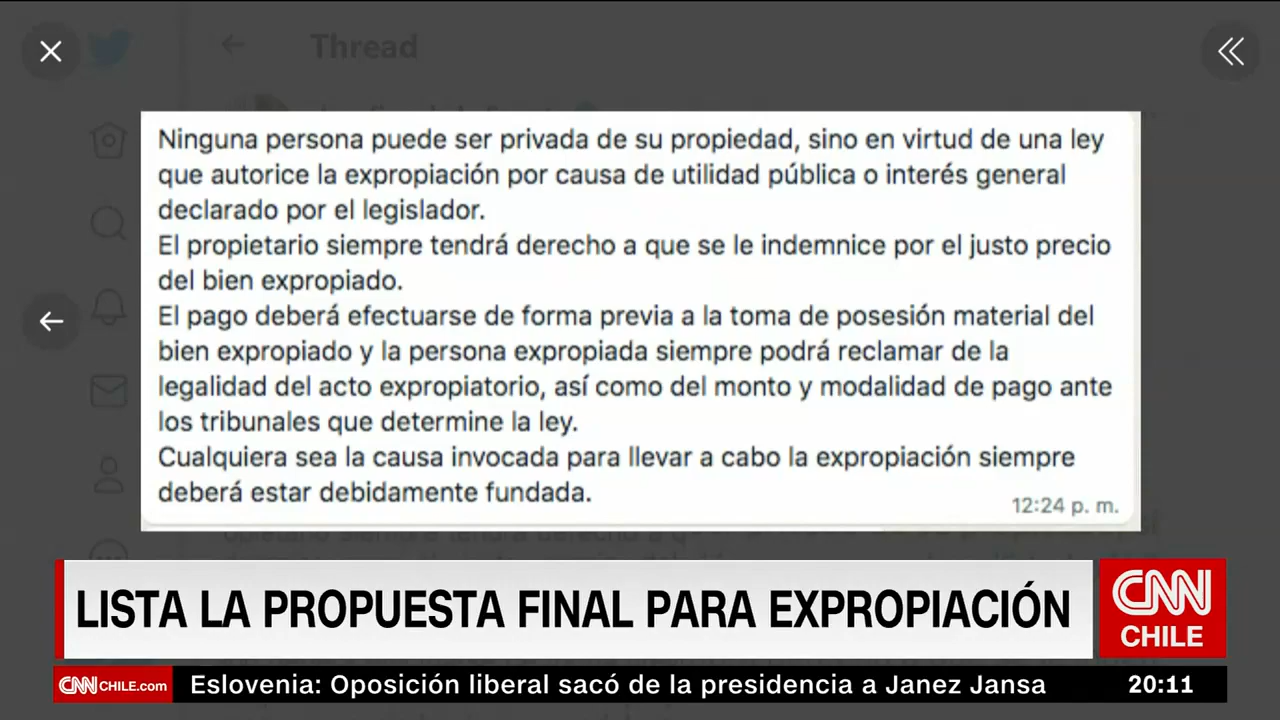 Thread
Ninguna persona puede ser privada de su propiedad, sino en virtud de una ley
que autorice la expropiación por causa de utilidad pública o interés general
declarado por el legislador.
El propietario siempre tendrá derecho a que se le indemnice por el justo precio
del bien expropiado.
El pago deberá efectuarse de forma previa a la toma de posesión material del
bien expropiado y la persona expropiada siempre podrá reclamar de la
legalidad del acto expropiatorio, así como del monto y modalidad de pago ante
los tribunales que determine la ley.
Cualquiera sea la causa invocada para llevar a cabo la expropiación siempre
deberá estar debidamente fundada.
12:24 p. m.
LISTA LA PROPUESTA FINAL PARA EXPROPIACIÓN
CNN
CHILE
CNNCHILE.com
Eslovenia: Oposición liberal sacó de la presidencia a Janez Jansa
20:11